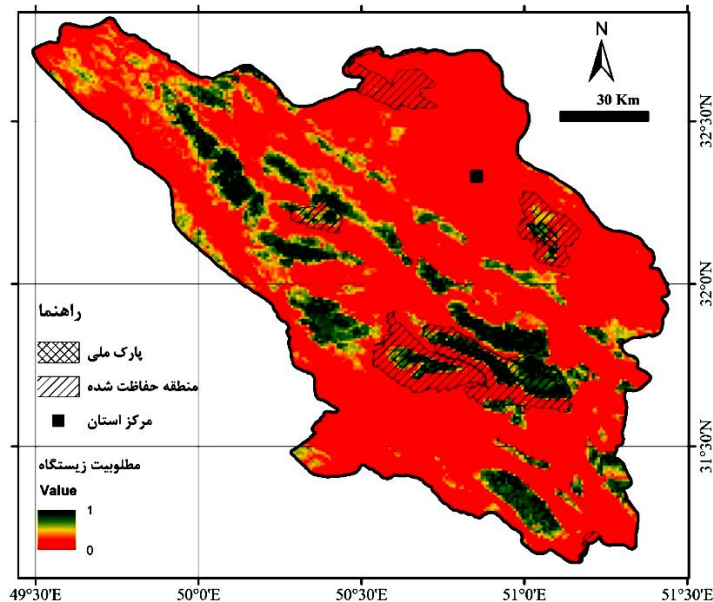 N
30 Km
32°30'N
32°0'N
31°30'N
راهنما
پارک ملی
منطقه حفاظت شده
مرکز استان
مطلوبیت زیستگاه
Value
1
0
49°30'E
50°0'E
50°30'E
51°0'E
51°30'E